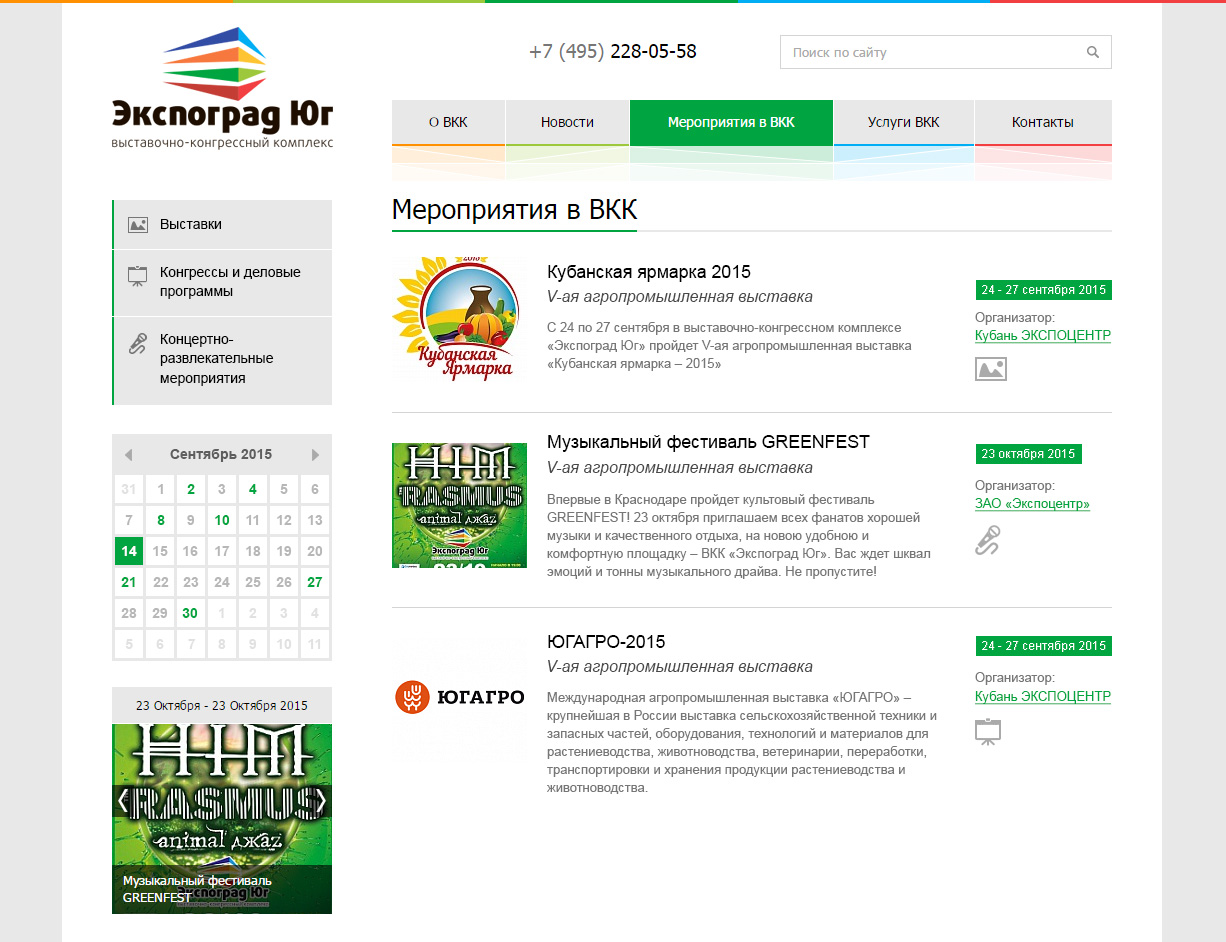 Экспоград Юг
выставочно-конгрессный комплекс
+7 (495) 228-05-58
Поиск по сайту
О ВКК
Новости
Мероприятия в ВКК
Услуги ВКК
Контакты
Выставки
Конгрессы и деловые
программы
Концертно-
развлекательные
мероприятия
Сентябрь 2015
31 1 2 3 4 5 6
7 8 9 10 11 12 13
14 15 16 17 18 19 20
21 22 23 24 25 26 27
28 29 30 1 2 3 4
5 6 7 8 9 10 11
23 Октября - 23 Октября 2015
HIM
RASMUS
animal джаz
Экспоград Юг
Музыкальный фестиваль
GREENFEST
Мероприятия в ВКК
2015
Кубанская
Ярмарка
Кубанская ярмарка 2015
V-ая агропромышленная выставка
С 24 по 27 сентября в выставочно-конгрессном комплексе
«Экспоград Юг» пройдет V-ая агропромышленная выставка
«Кубанская ярмарка – 2015»
24 - 27 сентября 2015
Организатор:
Кубань ЭКСПОЦЕНТР
HIM
RASMUS
animal джаz
Экспоград Юг
23/10
Музыкальный фестиваль GREENFEST
V-ая агропромышленная выставка
Впервые в Краснодаре пройдет культовый фестиваль
GREENFEST! 23 октября приглашаем всех фанатов хорошей
музыки и качественного отдыха, на новую удобною и
комфортную площадку – ВКК «Экспоград Юг». Вас ждет шквал
эмоций и тонны музыкального драйва. Не пропустите!
23 октября 2015
Организатор:
ЗАО «Экспоцентр»
ЮГАГРО
ЮГАГРО-2015
V-ая агропромышленная выставка
Международная агропромышленная выставка «ЮГАГРО» –
крупнейшая в России выставка сельскохозяйственной техники и
запасных частей, оборудования, технологий и материалов для
растениеводства, животноводства, ветеринарии, переработки,
транспортировки и хранения продукции растениеводства и
животноводства.
24 - 27 сентября 2015
Организатор:
Кубань ЭКСПОЦЕНТР